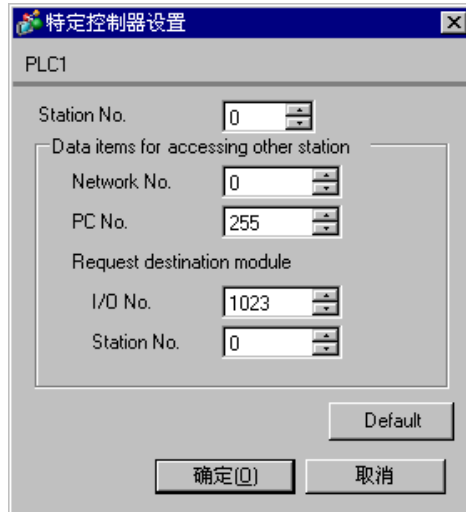 特定控制器设置
PLC1
Station No. 0
Data items for accessing other station
Network No. 0
PC No. 255
Request destination module
I/O No. 1023
Station No. 0
Default
确定(O) 取消